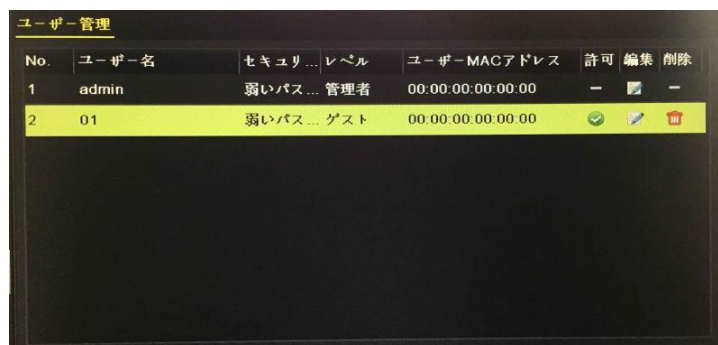 ユーザー管理
No. ユーザー名 セキュリ... レベル ユーザーMACアドレス 許可 編集 削除
1 admin 弱いパス... 管理者 00:00:00:00:00:00 － －
2 01 弱いパス... ゲスト 00:00:00:00:00:00